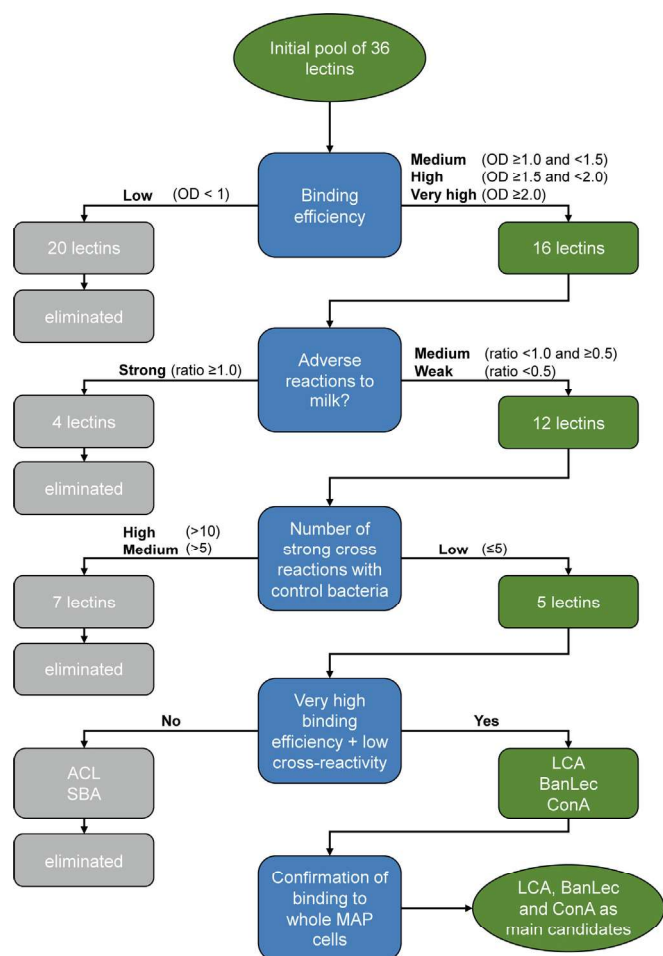 Initial pool of 36
lectins
Binding
efficiency
Low (OD < 1)
Medium (OD ≥1.0 and <1.5)
High (OD ≥1.5 and <2.0)
Very high (OD ≥2.0)
20 lectins
eliminated
16 lectins
Adverse
reactions to
milk?
Strong (ratio ≥1.0)
Medium (ratio <1.0 and ≥0.5)
Weak (ratio <0.5)
4 lectins
eliminated
12 lectins
Number of
strong cross
reactions with
control bacteria
High (>10)
Medium (>5)
Low (≤5)
7 lectins
eliminated
5 lectins
Very high
binding
efficiency + low
cross-reactivity
No
Yes
ACL
SBA
eliminated
LCA
BanLec
ConA
Confirmation of
binding to
whole MAP
cells
LCA, BanLec
and ConA as
main candidates